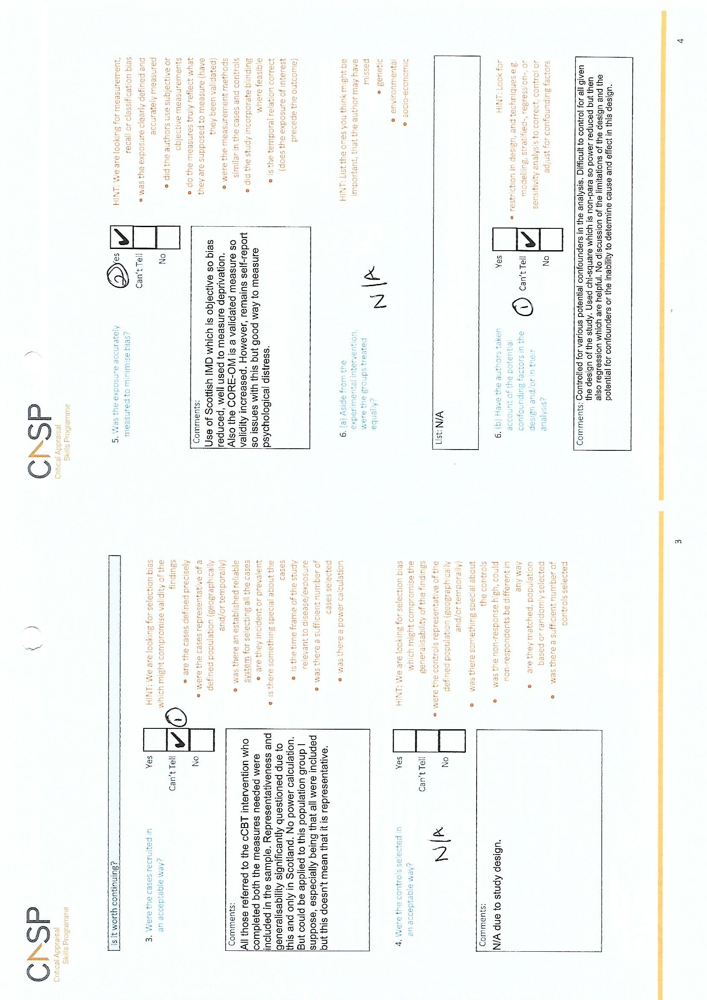 CASP
Critical Appraisal
Skills Programme
Is it worth continuing?
3. Were the cases recruited in
an acceptable way?
Yes
Can't Tell ✔ 1
No
HINT: We are looking for selection bias
which might compromise validity of the
findings
• are the cases defined precisely
• were the cases representative of a
defined population (geographically
and/or temporally)
• was there an established reliable
system for selecting all the cases
• are they incident or prevalent
• is there something special about the
cases
• is the time frame of the study
relevant to disease/exposure
• was there a sufficient number of
cases selected
• was there a power calculation
Comments:
All those referred to the cCBT intervention who
completed both the measures needed were
included in the sample. Representativeness and
generalisability significantly questioned due to
this and only in Scotland. No power calculation.
But could be applied to this population group I
suppose, especially being that all were included
but this doesn't mean that it is representative.
4. Were the controls selected in
an acceptable way?
N/A
Yes
Can't Tell
No
HINT: We are looking for selection bias
which might compromise the
generalisability of the findings
• were the controls representative of the
defined population (geographically
and/or temporally)
• was there something special about
the controls
• was the non-response high, could
non-respondents be different in
any way
• are they matched, population
based or randomly selected
• was there a sufficient number of
controls selected
Comments:
N/A due to study design.
3
CASP
Critical Appraisal
Skills Programme
5. Was the exposure accurately
measured to minimise bias?
2 Yes ✔
Can't Tell
No
HINT: We are looking for measurement,
recall or classification bias
• was the exposure clearly defined and
accurately measured
• did the authors use subjective or
objective measurements
• do the measures truly reflect what
they are supposed to measure (have
they been validated)
• were the measurement methods
similar in the cases and controls
• did the study incorporate blinding
where feasible
• is the temporal relation correct
(does the exposure of interest
precede the outcome)
Comments:
Use of Scottish IMD which is objective so bias
reduced, well used to measure deprivation.
Also the CORE-OM is a validated measure so
validity increased. However, remains self-report
so issues with this but good way to measure
psychological distress.
6. (a) Aside from the
experimental intervention,
were the groups treated
equally?
N/A
HINT: List the ones you think might be
important, that the author may have
missed
• genetic
• environmental
• socio-economic
List: N/A
6. (b) Have the authors taken
account of the potential
confounding factors in the
design and/or in their
analysis?
Yes
1 Can't Tell ✔
No
HINT: Look for
• restriction in design, and techniques e.g.
modelling, stratified-, regression-, or
sensitivity analysis to correct, control or
adjust for confounding factors
Comments: Controlled for various potential confounders in the analysis. Difficult to control for all given
the design of the study. Used chi-square which is non-para so power reduced but then
also regression which are helpful. No discussion of the limitations of the design and the
potential for confounders or the inability to determine cause and effect in this design.
4